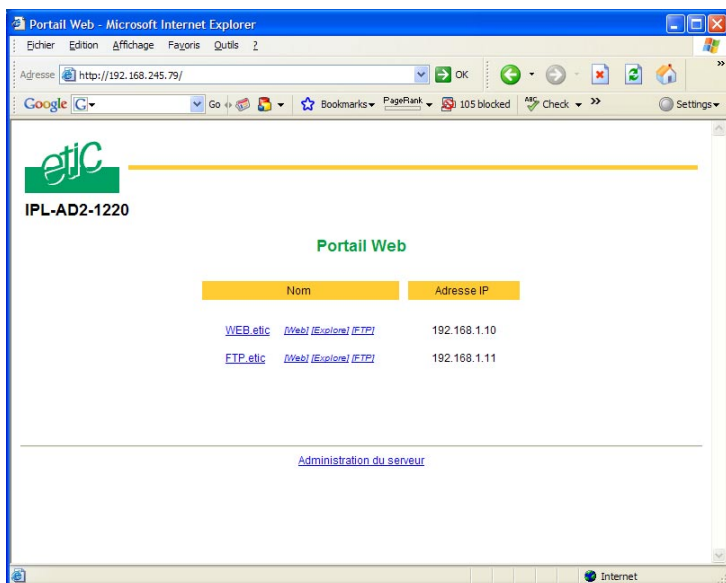 Portail Web - Microsoft Internet Explorer
Fichier Edition Affichage Favoris Outils ?
Adresse http://192.168.245.79/ OK »
Google G Go Bookmarks PageRank 105 blocked ABC Check » Settings
etic
IPL-AD2-1220
Portail Web
Nom Adresse IP
WEB.etic [Web] [Explore] [FTP] 192.168.1.10
FTP.etic [Web] [Explore] [FTP] 192.168.1.11
Administration du serveur
Internet